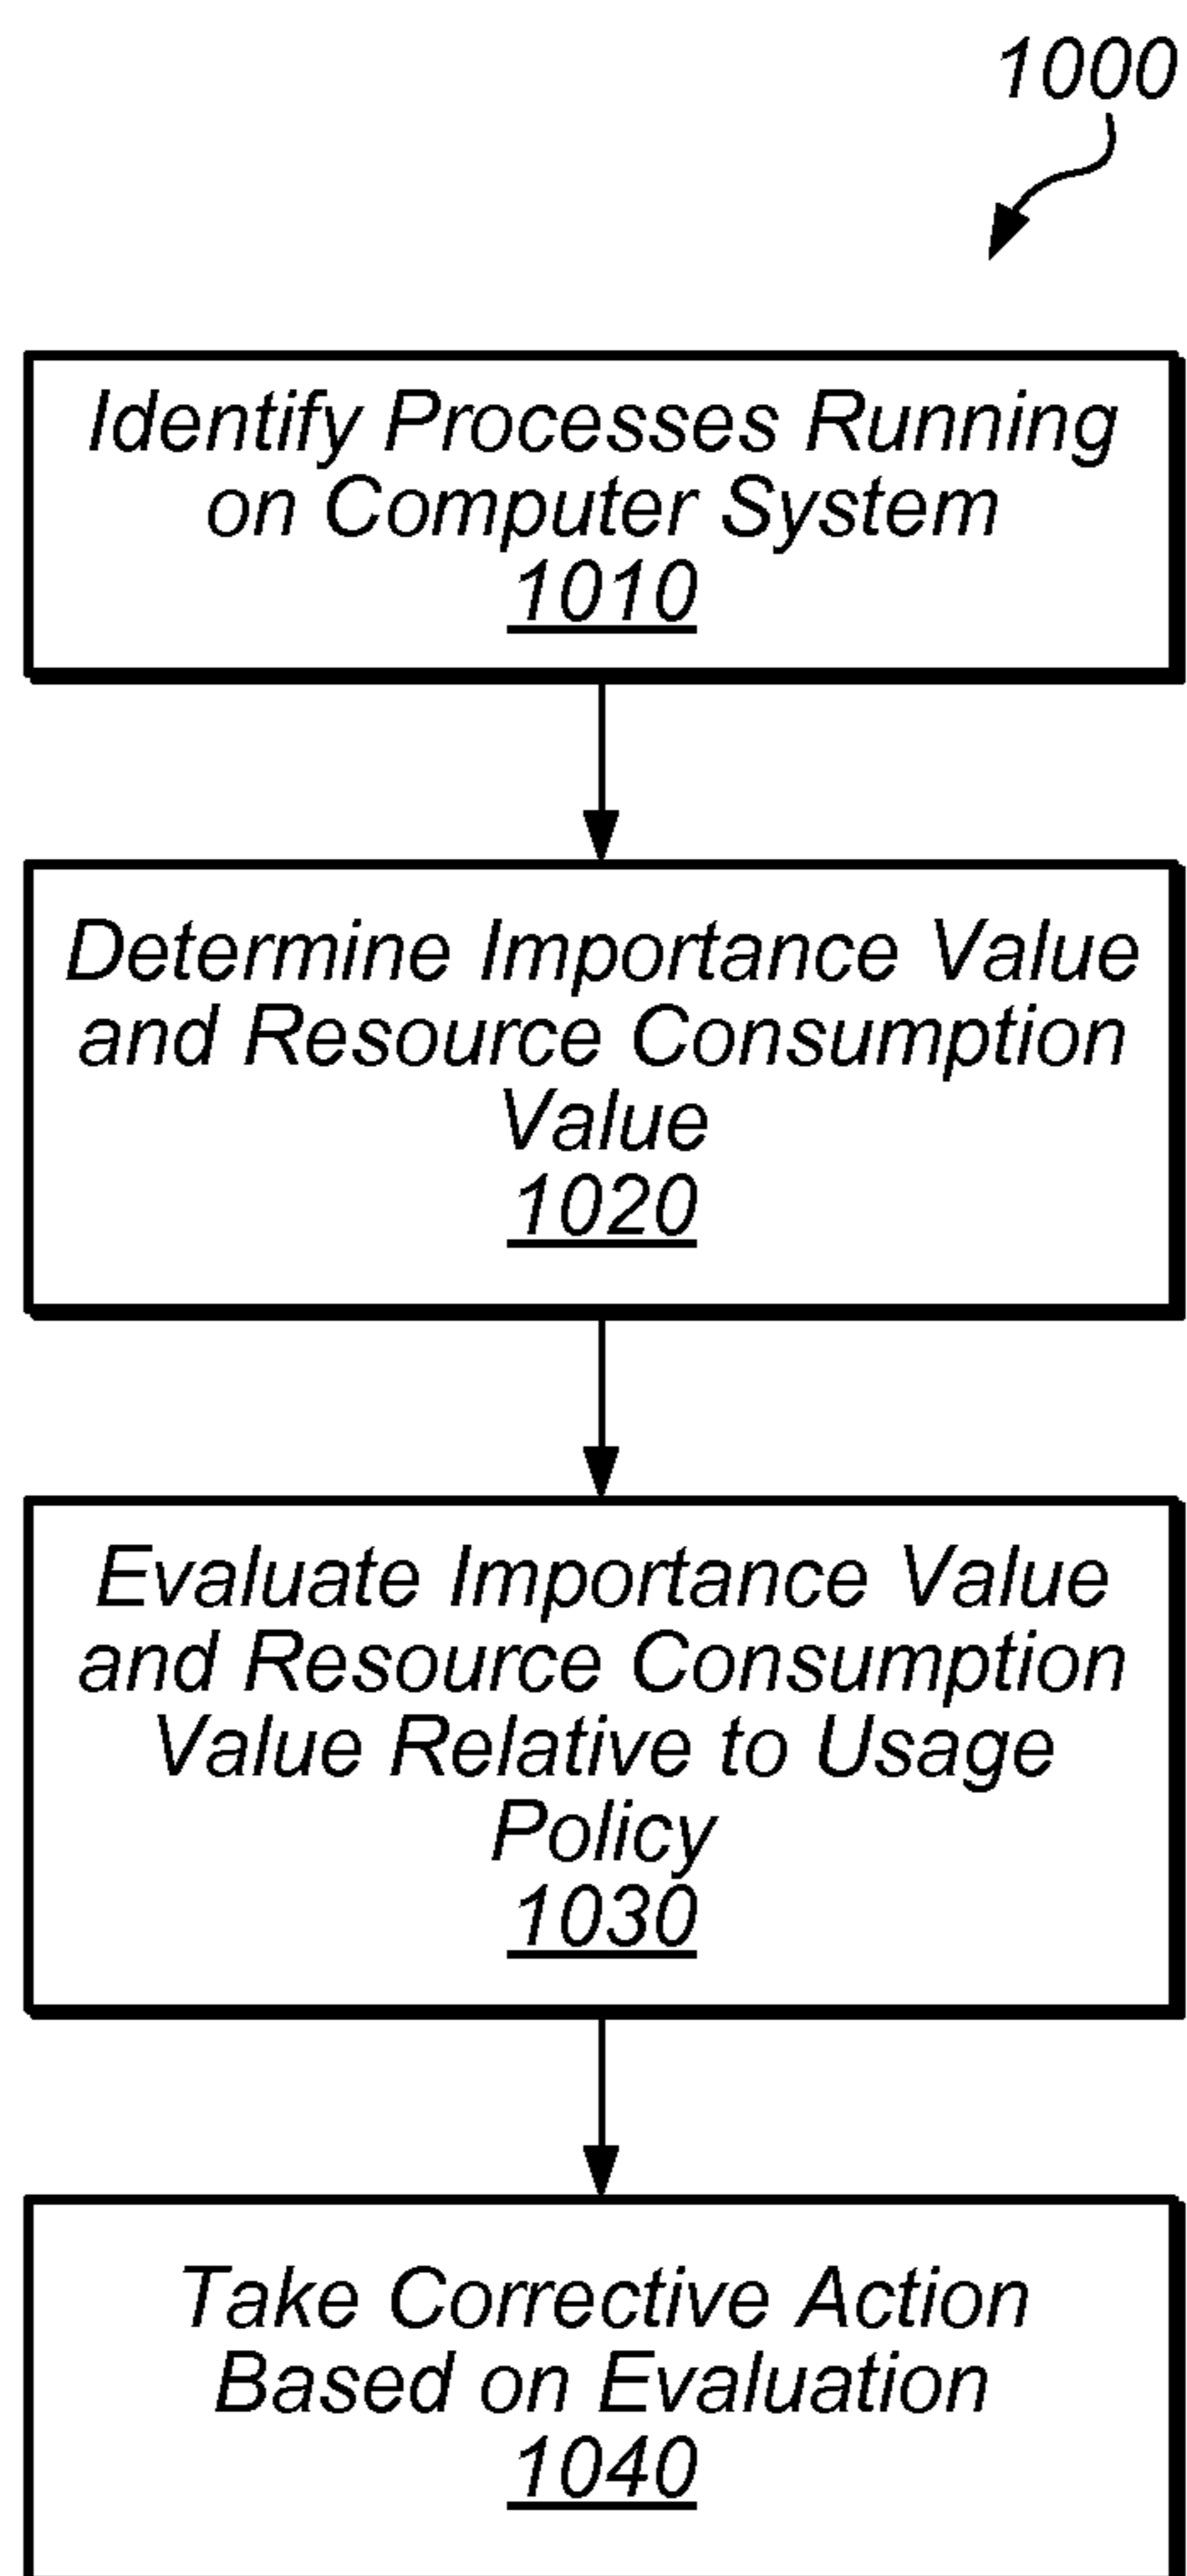 1000
Identify Processes Running
on Computer System
1010
Determine Importance Value
and Resource Consumption
Value
1020
Evaluate Importance Value
and Resource Consumption
Value Relative to Usage
Policy
1030
Take Corrective Action
Based on Evaluation
1040